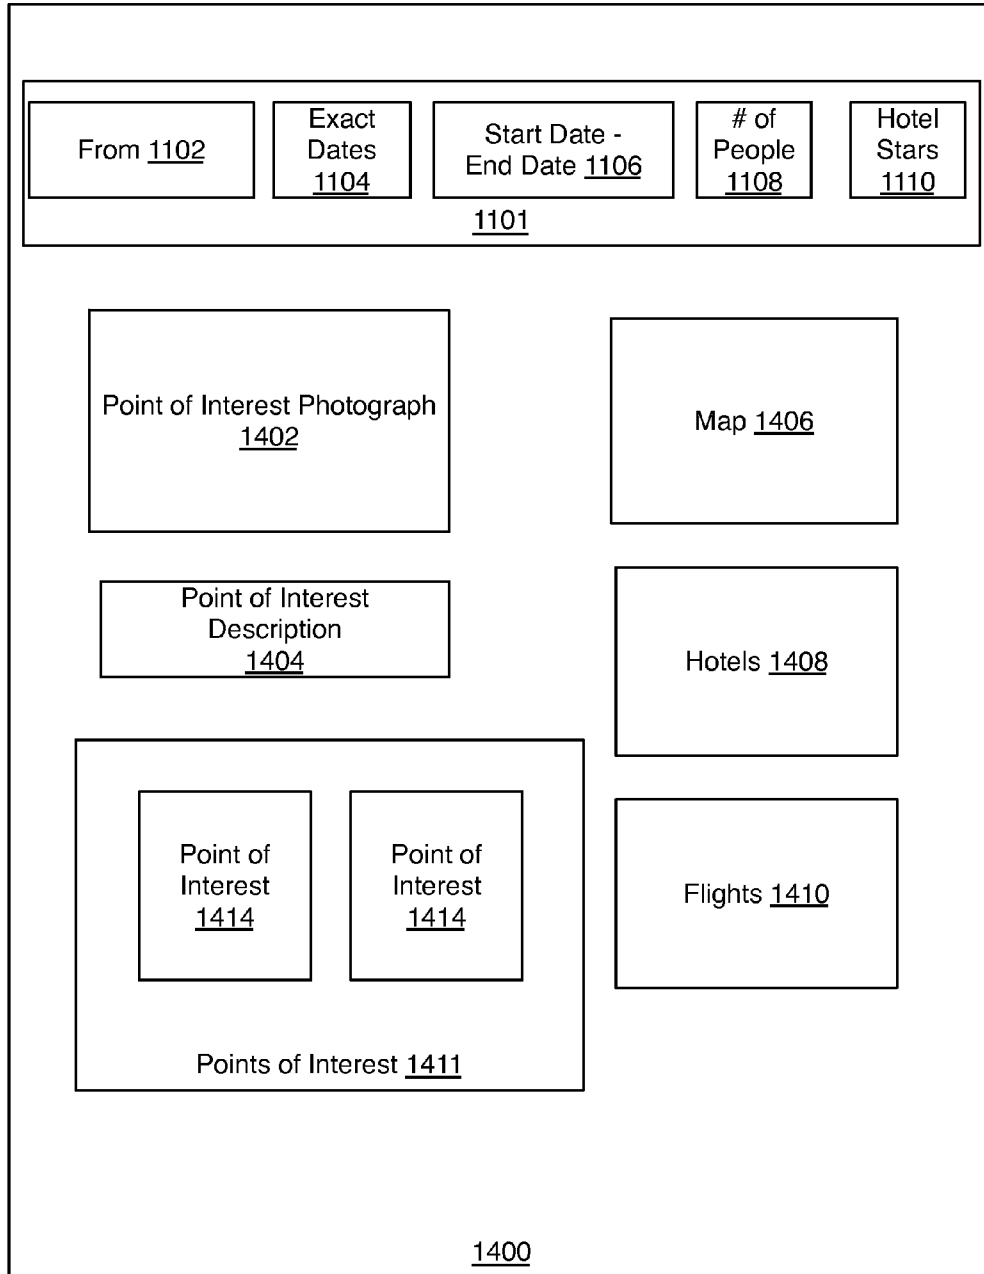 From 1102
Exact
Dates
1104
Start Date -
End Date 1106
# of
People
1108
Hotel
Stars
1110
1101
Point of Interest Photograph
1402
Map 1406
Point of Interest
Description
1404
Hotels 1408
Point of
Interest
1414
Point of
Interest
1414
Flights 1410
Points of Interest 1411
1400